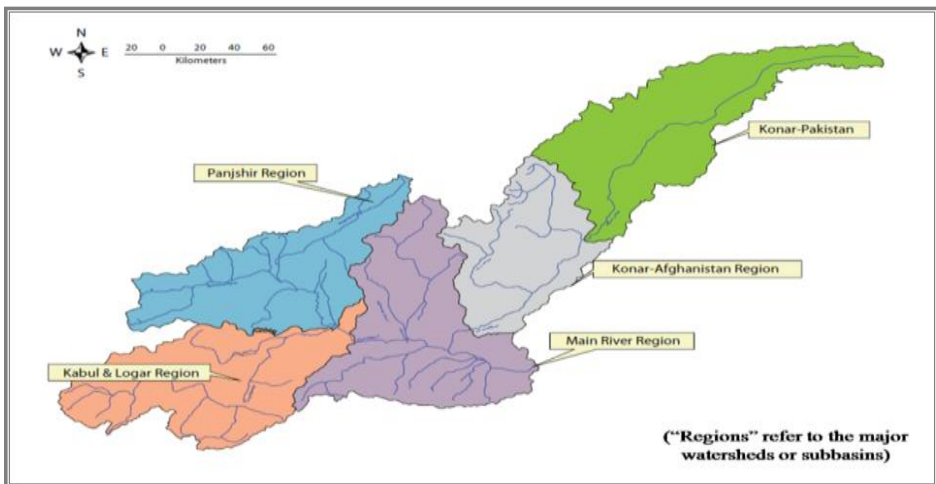 N
W E
S
20 0 20 40 60
Kilometers
Konar-Pakistan
Panjshir Region
Konar-Afghanistan Region
Main River Region
Kabul & Logar Region
("Regions" refer to the major
watersheds or subbasins)